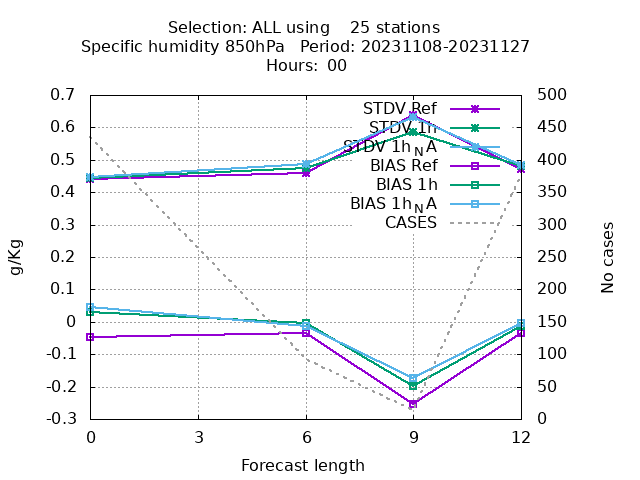 Selection: ALL using    25 stations
Specific humidity 850hPa   Period: 20231108-20231127
Hours: 00
0.7
0.6
0.5
0.4
0.3
0.2
0.1
0
-0.1
-0.2
-0.3
g/Kg
STDV Ref
STDV 1h
STDV 1h_N A
BIAS Ref
BIAS 1h
BIAS 1h_N A
CASES
500
450
400
350
300
250
200
150
100
50
0
No cases
0 3 6 9 12
Forecast length